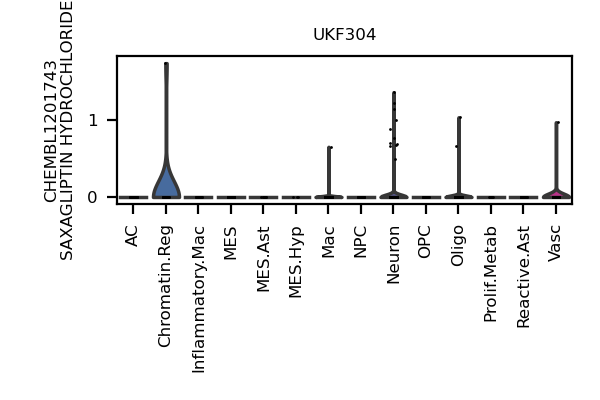 UKF304
CHEMBL1201743
SAXAGLIPTIN HYDROCHLORIDE
1
0
AC
Chromatin.Reg
Inflammatory.Mac
MES
MES.Ast
MES.Hyp
Mac
NPC
Neuron
OPC
Oligo
Prolif.Metab
Reactive.Ast
Vasc